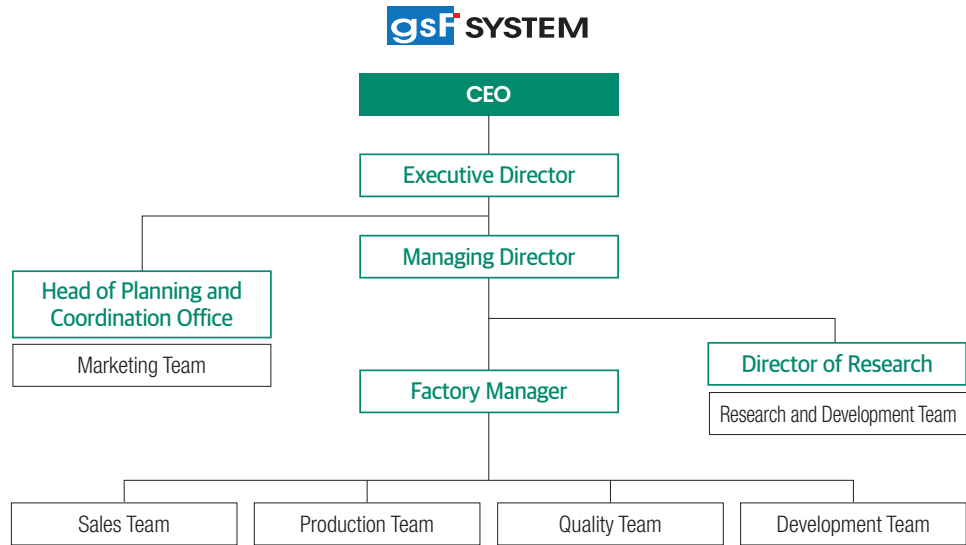 gsF SYSTEM
CEO
Executive Director
Managing Director
Head of Planning and
Coordination Office
Marketing Team
Director of Research
Research and Development Team
Factory Manager
Sales Team
Production Team
Quality Team
Development Team